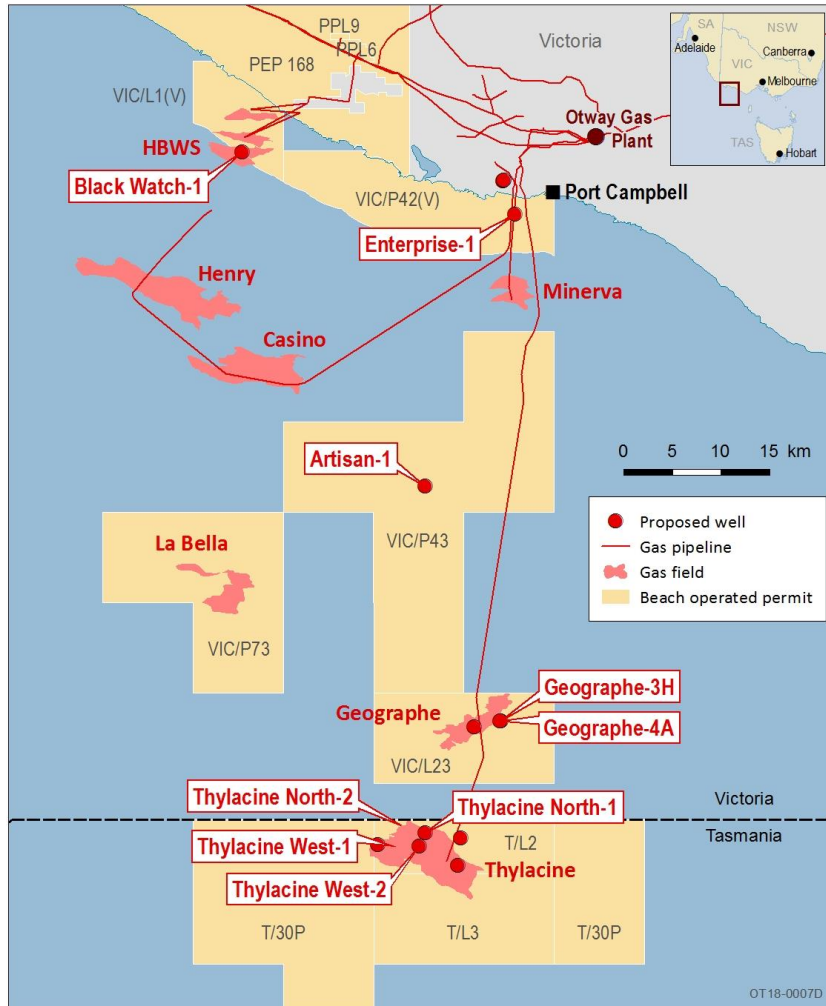 PPL9
PPL6
PEP 168
Victoria
VIC/L1(V)
SA
NSW
Adelaide
Canberra
VIC
Melbourne
TAS
Hobart
Otway Gas
Plant
HBWS
Black Watch-1
VIC/P42(V)
Port Campbell
Enterprise-1
Henry
Minerva
Casino
Artisan-1
0 5 10 15 km
Proposed well
Gas pipeline
Gas field
Beach operated permit
La Bella
VIC/P43
VIC/P73
Geographe
Geographe-3H
Geographe-4A
VIC/L23
Thylacine North-2
Thylacine North-1
Victoria
Tasmania
Thylacine West-1
T/L2
Thylacine West-2
Thylacine
T/30P
T/L3
T/30P
OT18-0007D